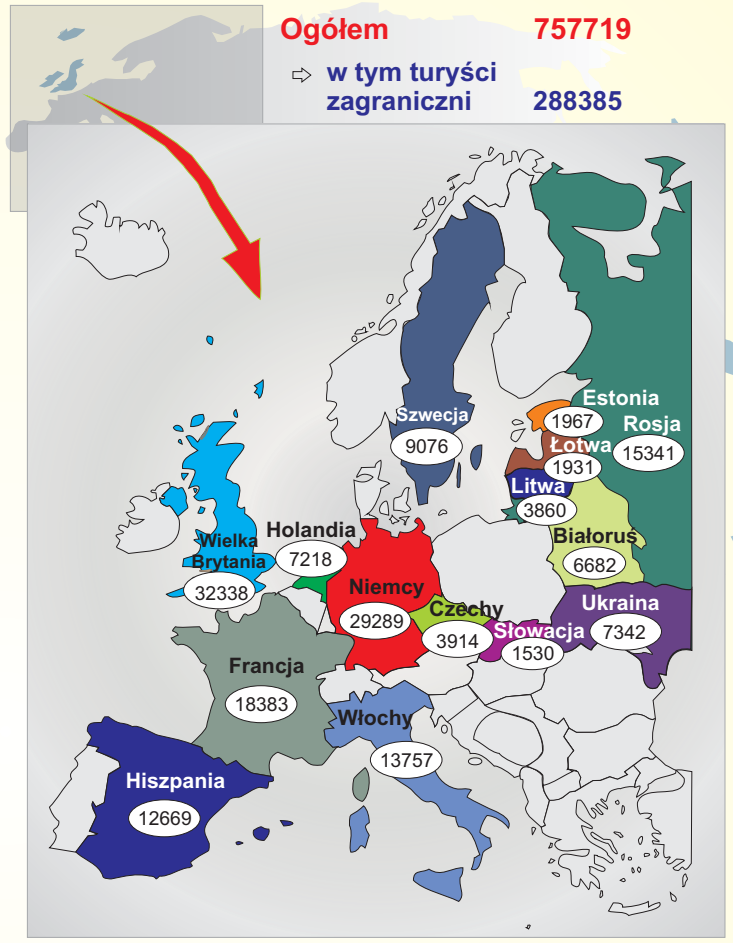 Ogółem 757719
⇨ w tym turyści
zagraniczni 288385
Estonia
1967
Rosja
15341
Szwecja
9076
Łotwa
1931
Litwa
3860
Holandia
7218
Wielka
Brytania
32338
Białoruś
6682
Niemcy
29289
Czechy
3914
Ukraina
7342
Słowacja
1530
Francja
18383
Włochy
13757
Hiszpania
12669